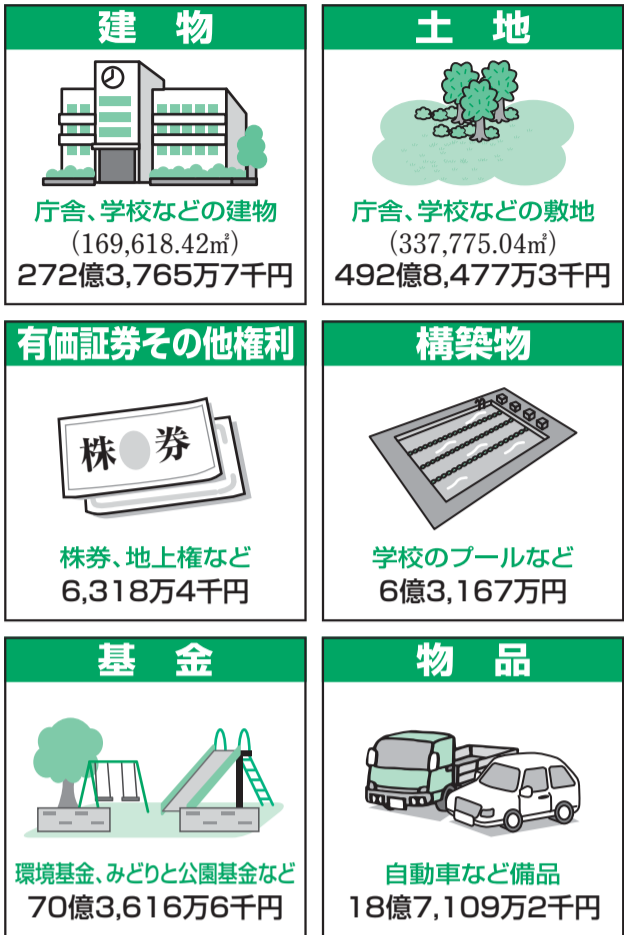 建 物
庁舎、学校などの建物
(169,618.42㎡)
272億3,765万7千円
土 地
庁舎、学校などの敷地
(337,775.04㎡)
492億8,477万3千円
有価証券その他権利
株 券
株券、地上権など
6,318万4千円
構築物
学校のプールなど
6億3,167万円
基 金
環境基金、みどりと公園基金など
70億3,616万6千円
物 品
自動車など備品
18億7,109万2千円